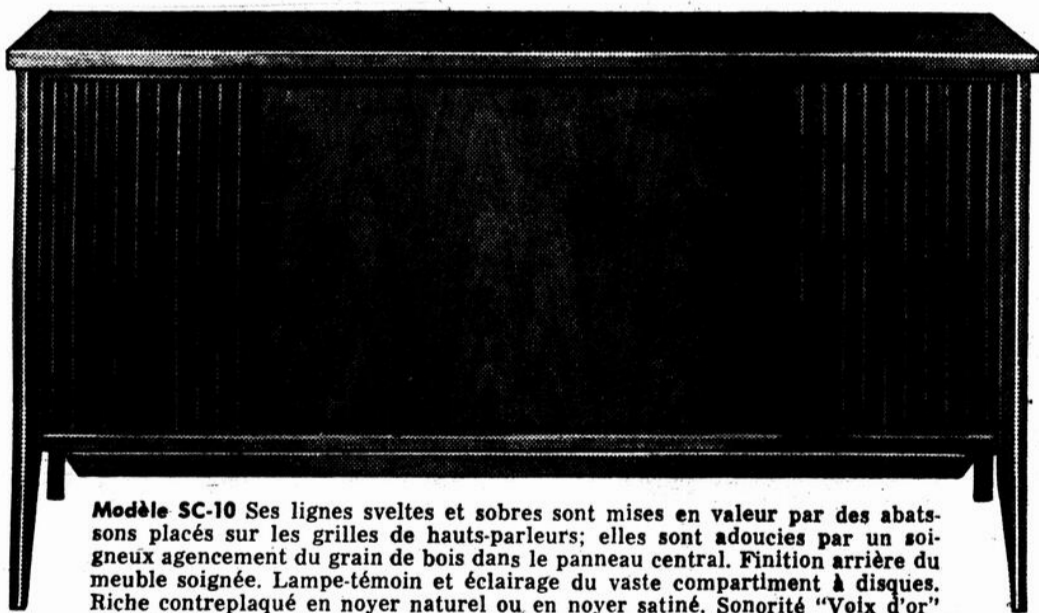 Modèle SC-10 Ses lignes sveltes et sobres sont mises en valeur par des abat-
sons placés sur les grilles de hauts-parleurs; elles sont adoucies par un soi-
gneux agencement du grain de bois dans le panneau central. Finition arrière du
meuble soignée. Lampe-témoin et éclairage du vaste compartiment à disques.
Riche contreplaqué en noyer naturel ou en noyer satiné. Sonorité "Voix d'or"